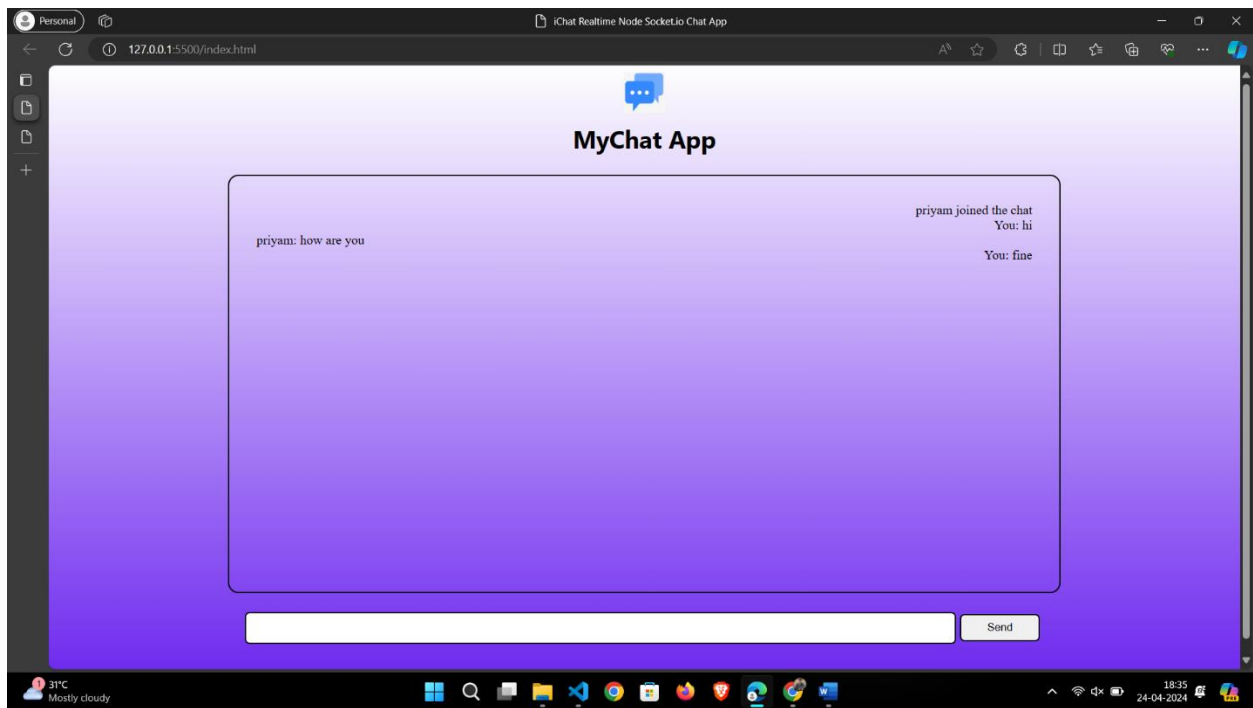 Personal
iChat Realtime Node Socket.io Chat App
127.0.0.1:5500/index.html
MyChat App
priyam joined the chat
You: hi
priyam: how are you
You: fine
Send
1
31°C
Mostly cloudy
18:35
24-04-2024